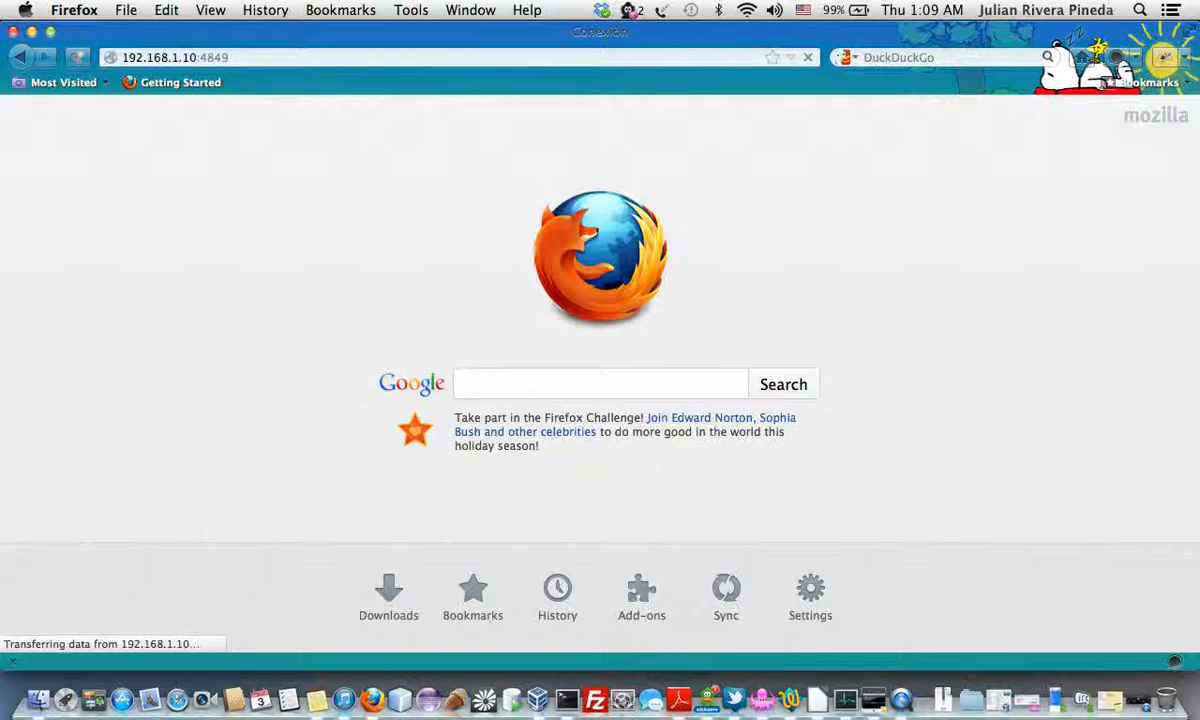 Firefox File Edit View History Bookmarks Tools Window Help 2 99% Thu 1:09 AM Julian Rivera Pineda
Conexión
192.168.1.10:4849 DuckDuckGo
Most Visited Getting Started Bookmarks
mozilla
Google Search
Take part in the Firefox Challenge! Join Edward Norton, Sophia
Bush and other celebrities to do more good in the world this
holiday season!
Downloads Bookmarks History Add-ons Sync Settings
Transferring data from 192.168.1.10...